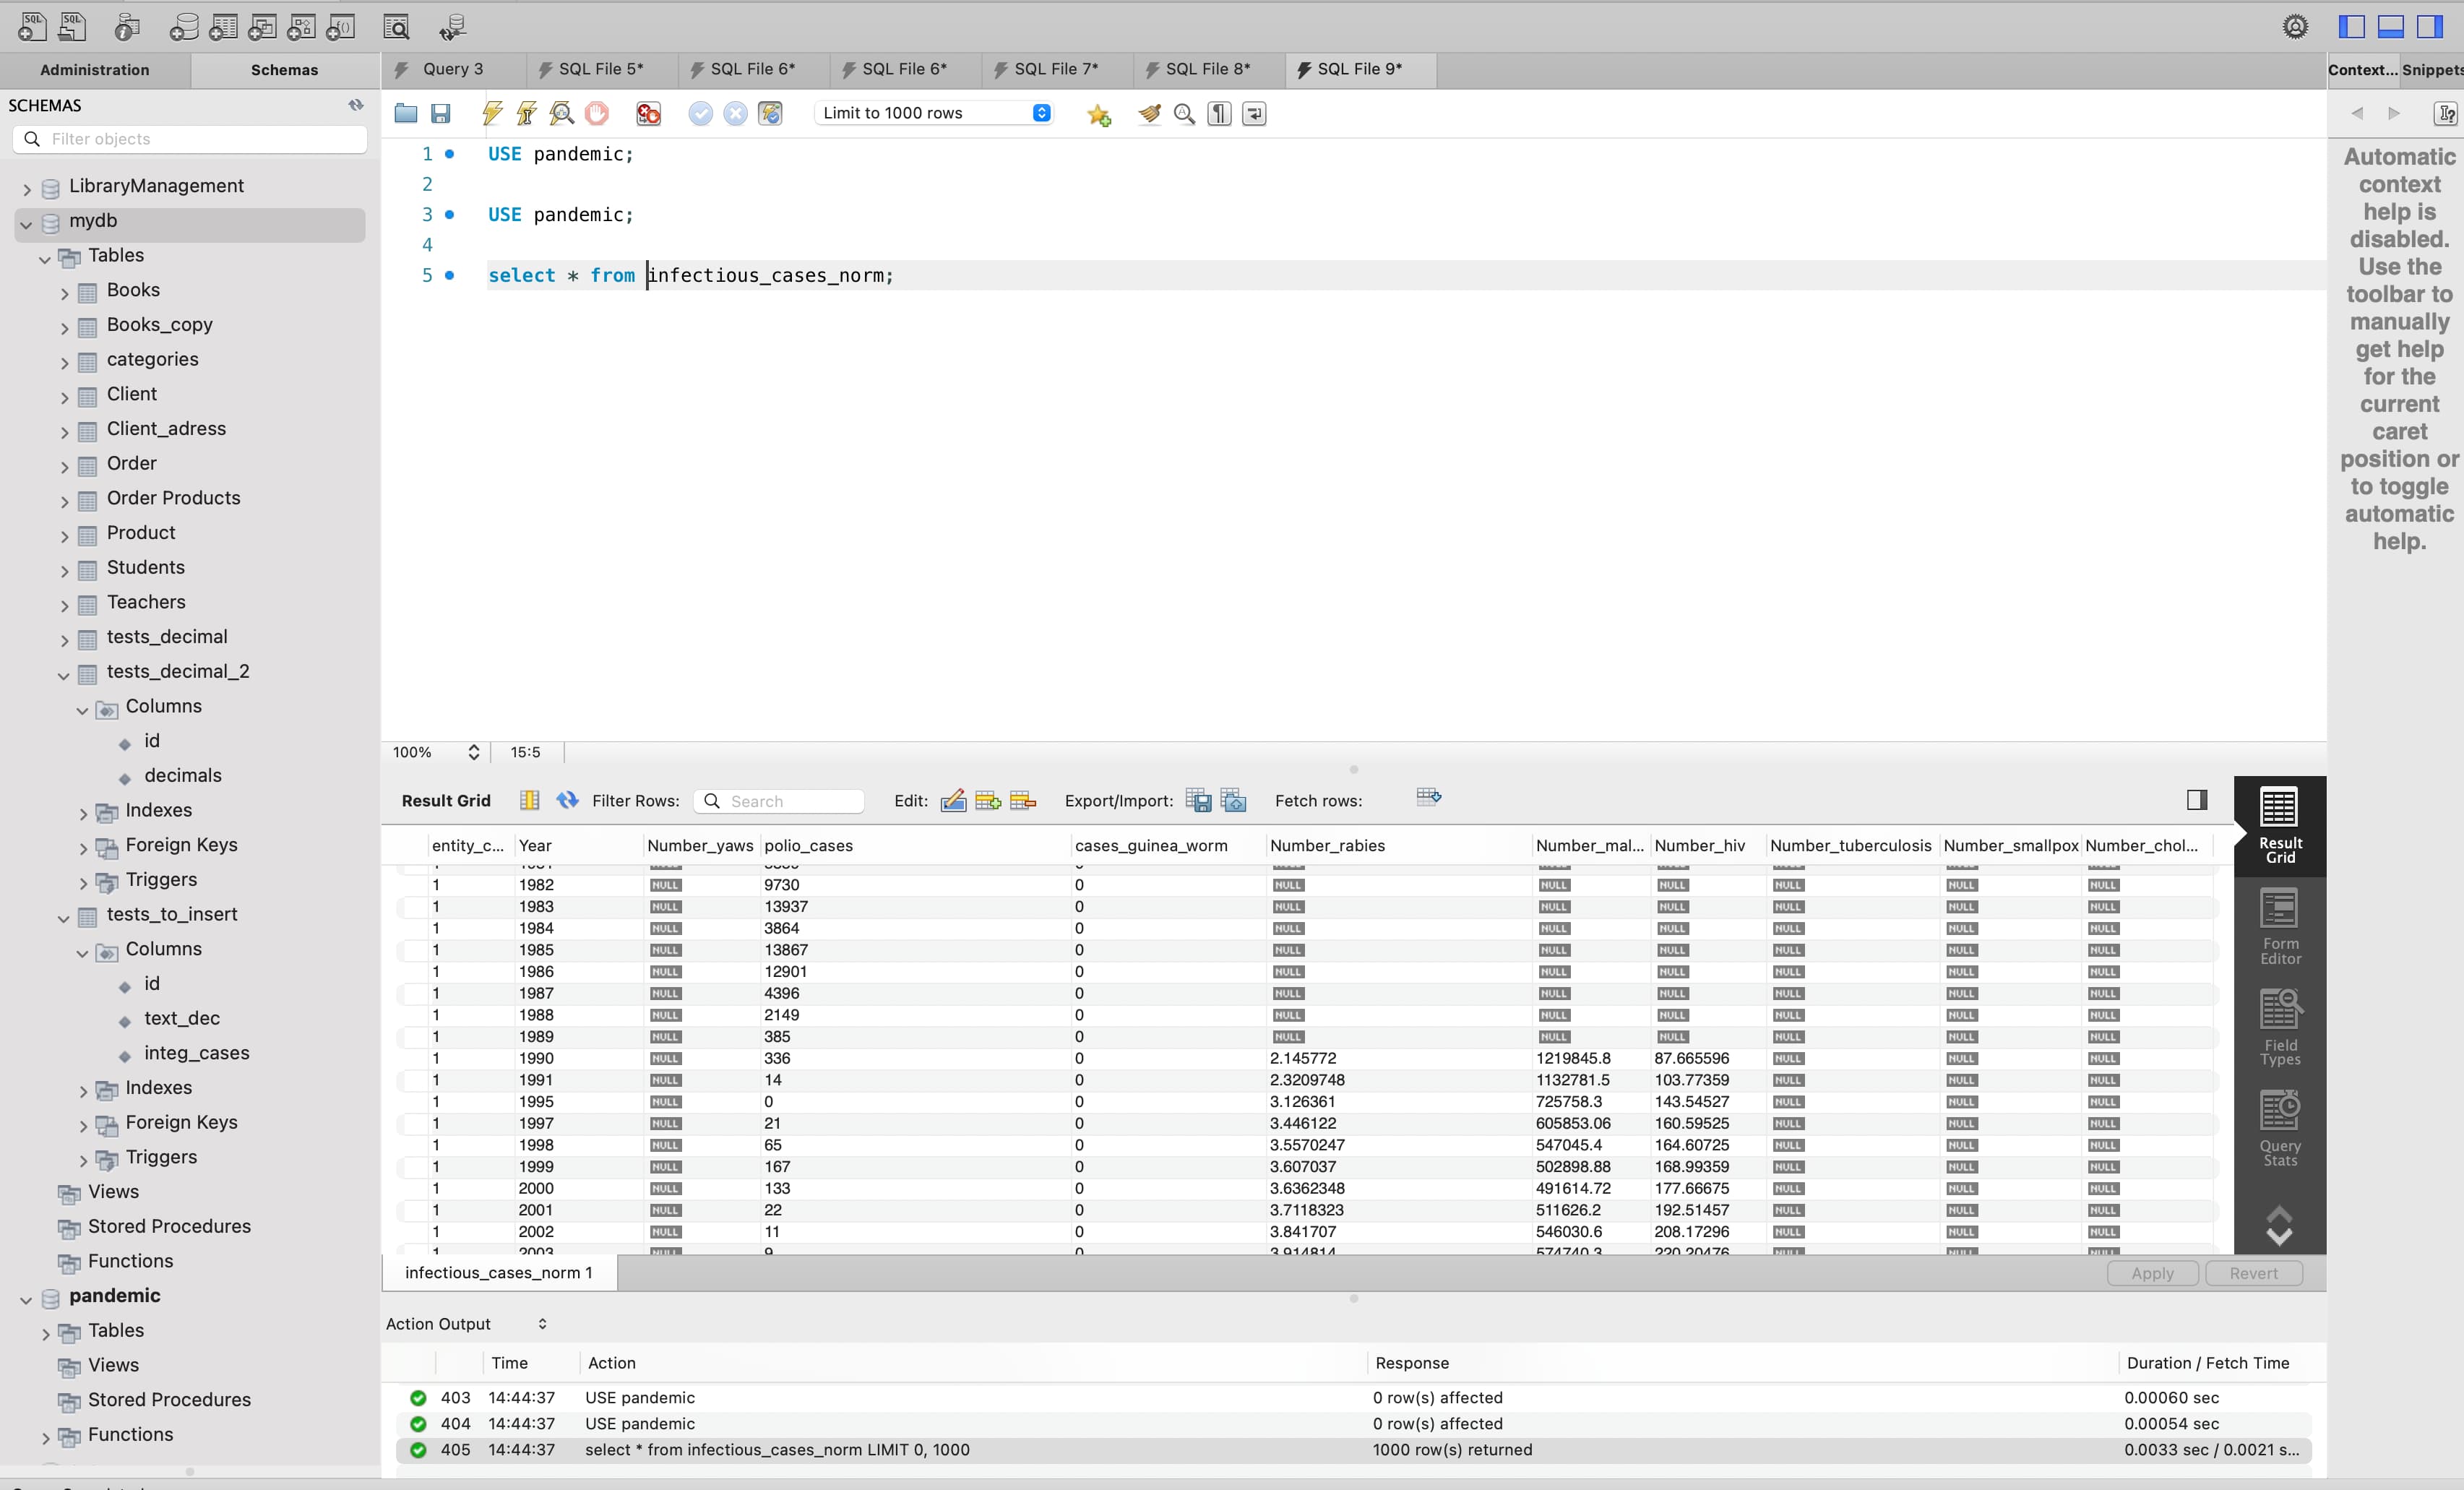 Administration
Schemas
Query 3
SQL File 5*
SQL File 6*
SQL File 6*
SQL File 7*
SQL File 8*
SQL File 9*
Context...
Snippets
SCHEMAS
Filter objects
LibraryManagement
mydb
Tables
Books
Books_copy
categories
Client
Client_adress
Order
Order Products
Product
Students
Teachers
tests_decimal
tests_decimal_2
Columns
id
decimals
Indexes
Foreign Keys
Triggers
tests_to_insert
Columns
id
text_dec
integ_cases
Indexes
Foreign Keys
Triggers
Views
Stored Procedures
Functions
pandemic
Tables
Views
Stored Procedures
Functions
Limit to 1000 rows
1 USE pandemic;
2
3 USE pandemic;
4
5 select * from infectious_cases_norm;
Automatic
context
help is
disabled.
Use the
toolbar to
manually
get help
for the
current
caret
position or
to toggle
automatic
help.
100% 15:5
Result Grid Filter Rows: Search Edit: Export/Import: Fetch rows:
entity_c... Year Number_yaws polio_cases cases_guinea_worm Number_rabies Number_mal... Number_hiv Number_tuberculosis Number_smallpox Number_chol...
1 1982 NULL 9730 0 NULL NULL NULL NULL NULL NULL
1 1983 NULL 13937 0 NULL NULL NULL NULL NULL NULL
1 1984 NULL 3864 0 NULL NULL NULL NULL NULL NULL
1 1985 NULL 13867 0 NULL NULL NULL NULL NULL NULL
1 1986 NULL 12901 0 NULL NULL NULL NULL NULL NULL
1 1987 NULL 4396 0 NULL NULL NULL NULL NULL NULL
1 1988 NULL 2149 0 NULL NULL NULL NULL NULL NULL
1 1989 NULL 385 0 NULL NULL NULL NULL NULL NULL
1 1990 NULL 336 0 2.145772 1219845.8 87.665596 NULL NULL NULL
1 1991 NULL 14 0 2.3209748 1132781.5 103.77359 NULL NULL NULL
1 1995 NULL 0 0 3.126361 725758.3 143.54527 NULL NULL NULL
1 1997 NULL 21 0 3.446122 605853.06 160.59525 NULL NULL NULL
1 1998 NULL 65 0 3.5570247 547045.4 164.60725 NULL NULL NULL
1 1999 NULL 167 0 3.607037 502898.88 168.99359 NULL NULL NULL
1 2000 NULL 133 0 3.6362348 491614.72 177.66675 NULL NULL NULL
1 2001 NULL 22 0 3.7118323 511626.2 192.51457 NULL NULL NULL
1 2002 NULL 11 0 3.841707 546030.6 208.17296 NULL NULL NULL
1 2003 NULL 9 0 3.914814 574740.3 220.20476 NULL NULL NULL
Result
Grid
Form
Editor
Field
Types
Query
Stats
infectious_cases_norm 1
Apply
Revert
Action Output
Time Action Response Duration / Fetch Time
403 14:44:37 USE pandemic 0 row(s) affected 0.00060 sec
404 14:44:37 USE pandemic 0 row(s) affected 0.00054 sec
405 14:44:37 select * from infectious_cases_norm LIMIT 0, 1000 1000 row(s) returned 0.0033 sec / 0.0021 s...